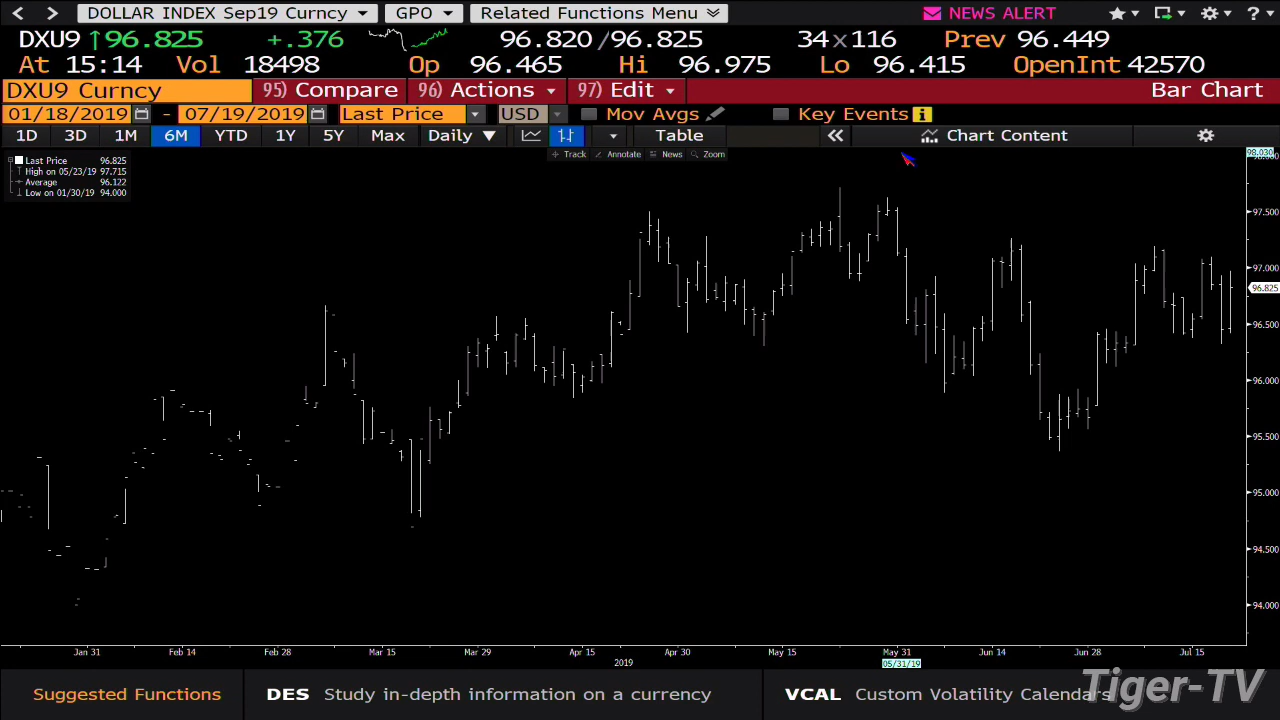 DOLLAR INDEX Sep19 Curncy GPO Related Functions Menu NEWS ALERT ?
DXU9 ↑96.825 +.376 96.820 /96.825 34x116 Prev 96.449
At 15:14 Vol 18498 Op 96.465 Hi 96.975 Lo 96.415 OpenInt 42570
DXU9 Curncy 95) Compare 96) Actions 97) Edit Bar Chart
01/18/2019 - 07/19/2019 Last Price USD Mov Avgs Key Events i
1D 3D 1M 6M YTD 1Y 5Y Max Daily ▼ Table « Chart Content
Track Annotate News Zoom
Last Price 96.825
High on 05/23/19 97.715
Average 96.122
Low on 01/30/19 94.000
98.030
97.500
97.000
96.825
96.500
96.000
95.500
95.000
94.500
94.000
Jan 31 Feb 14 Feb 28 Mar 15 Mar 29 Apr 15 Apr 30 May 15 May 31 Jun 14 Jun 28 Jul 15
2019 05/31/19
Suggested Functions DES Study in-depth information on a currency VCAL Custom Volatility Calendars
Tiger-TV